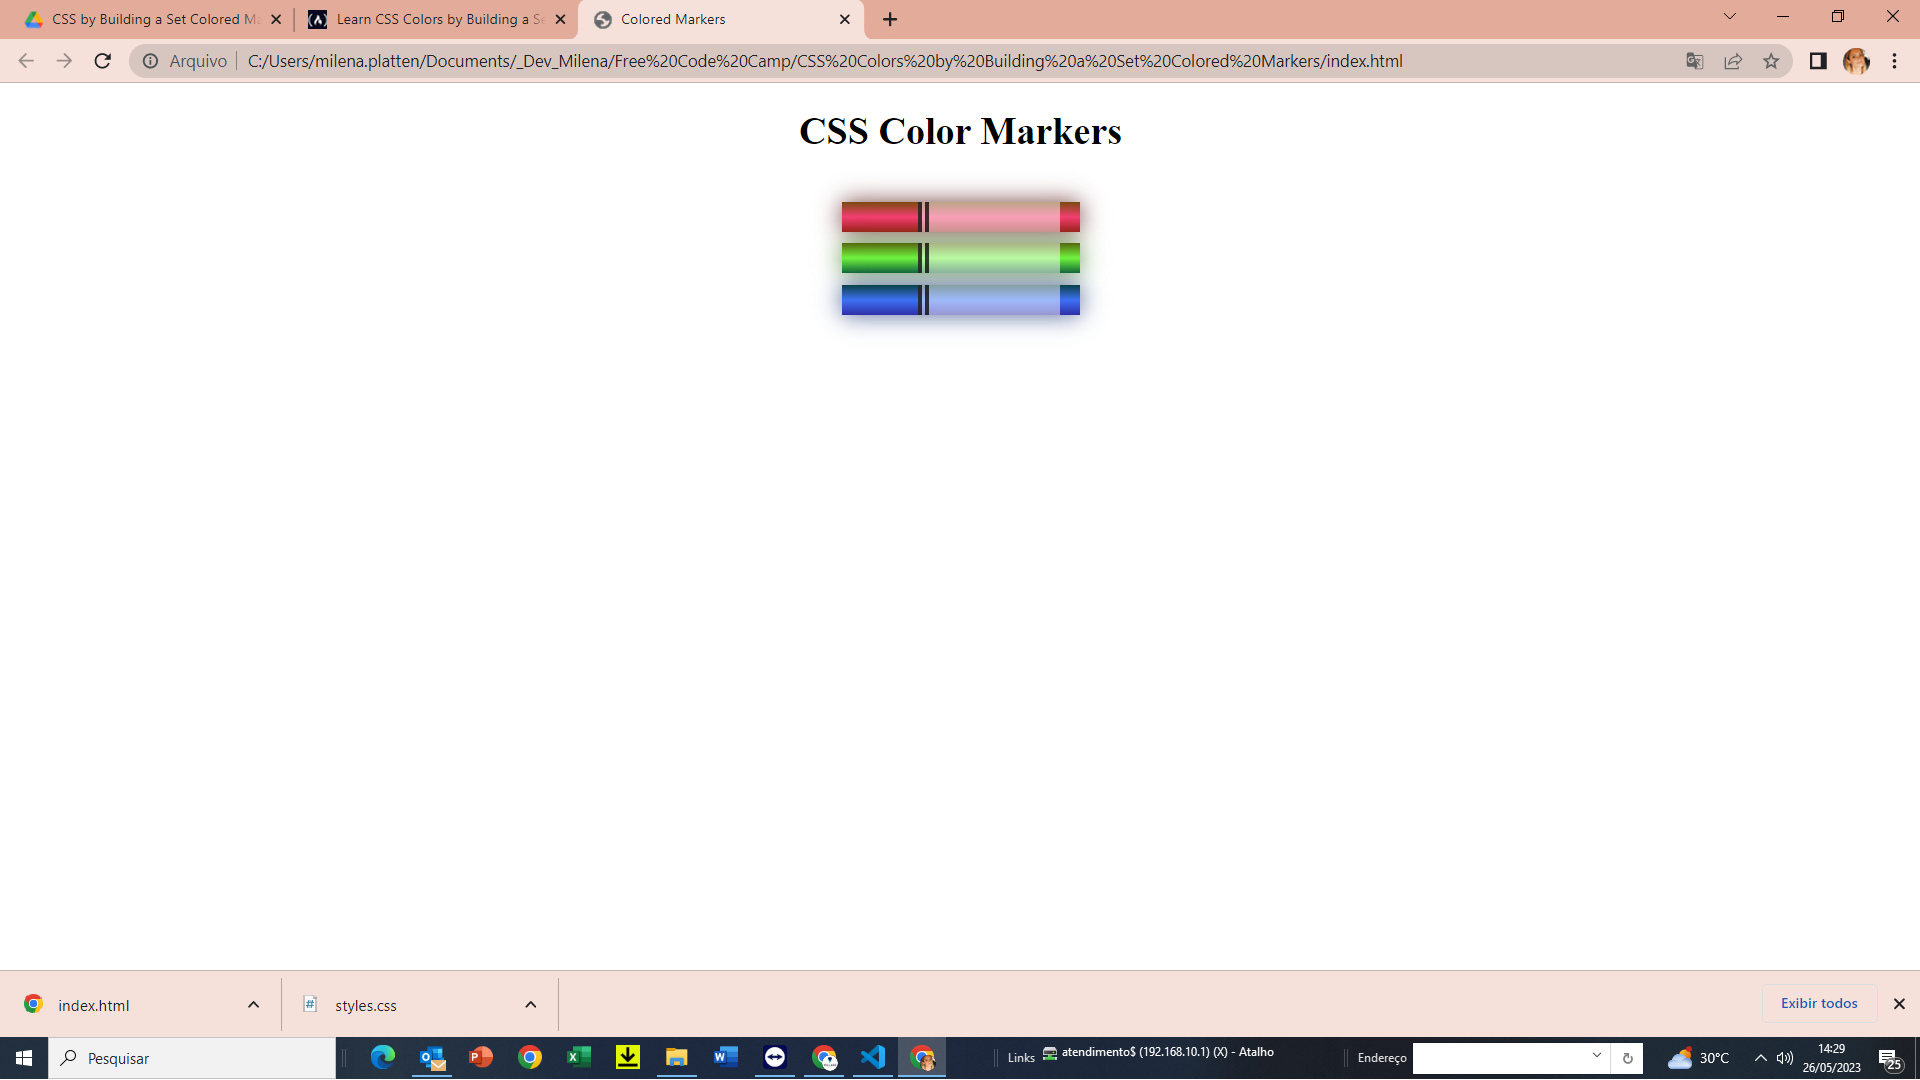 CSS by Building a Set Colored Ma
Learn CSS Colors by Building a Se
Colored Markers
Arquivo
C:/Users/milena.platten/Documents/_Dev_Milena/Free%20Code%20Camp/CSS%20Colors%20by%20Building%20a%20Set%20Colored%20Markers/index.html
CSS Color Markers
index.html
styles.css
Exibir todos
Pesquisar
Links
atendimento$ (192.168.10.1) (X) - Atalho
Endereço
30°C
14:29
26/05/2023
25